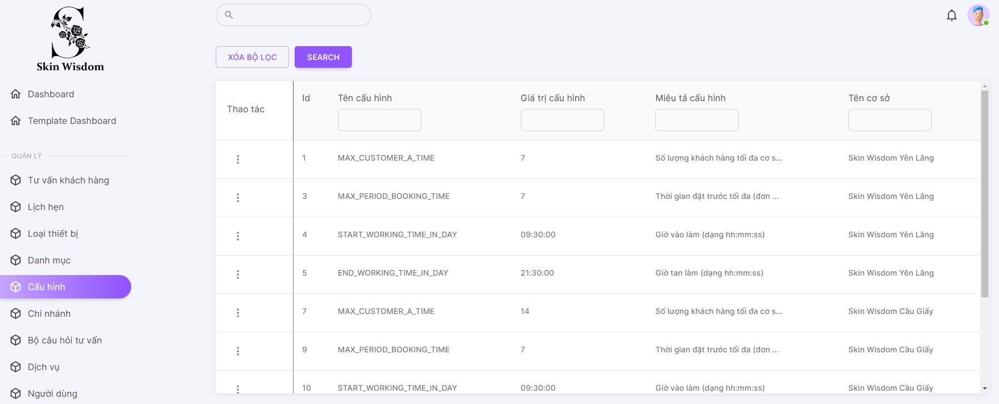 Skin Wisdom
Dashboard
Template Dashboard
QUẢN LÝ
Tư vấn khách hàng
Lịch hẹn
Loại thiết bị
Danh mục
Cấu hình
Chi nhánh
Bộ câu hỏi tư vấn
Dịch vụ
Người dùng
XÓA BỘ LỌC SEARCH
Thao tác Id Tên cấu hình Giá trị cấu hình Miêu tả cấu hình Tên cơ sở
1 MAX_CUSTOMER_A_TIME 7 Số lượng khách hàng tối đa cơ s... Skin Wisdom Yên Lãng
3 MAX_PERIOD_BOOKING_TIME 7 Thời gian đặt trước tối đa (đơn ... Skin Wisdom Yên Lãng
4 START_WORKING_TIME_IN_DAY 09:30:00 Giờ vào làm (dạng hh:mm:ss) Skin Wisdom Yên Lãng
5 END_WORKING_TIME_IN_DAY 21:30:00 Giờ tan làm (dạng hh:mm:ss) Skin Wisdom Yên Lãng
7 MAX_CUSTOMER_A_TIME 14 Số lượng khách hàng tối đa cơ s... Skin Wisdom Cầu Giấy
9 MAX_PERIOD_BOOKING_TIME 7 Thời gian đặt trước tối đa (đơn ... Skin Wisdom Cầu Giấy
10 START_WORKING_TIME_IN_DAY 09:30:00 Giờ vào làm (dạng hh:mm:ss) Skin Wisdom Cầu Giấy